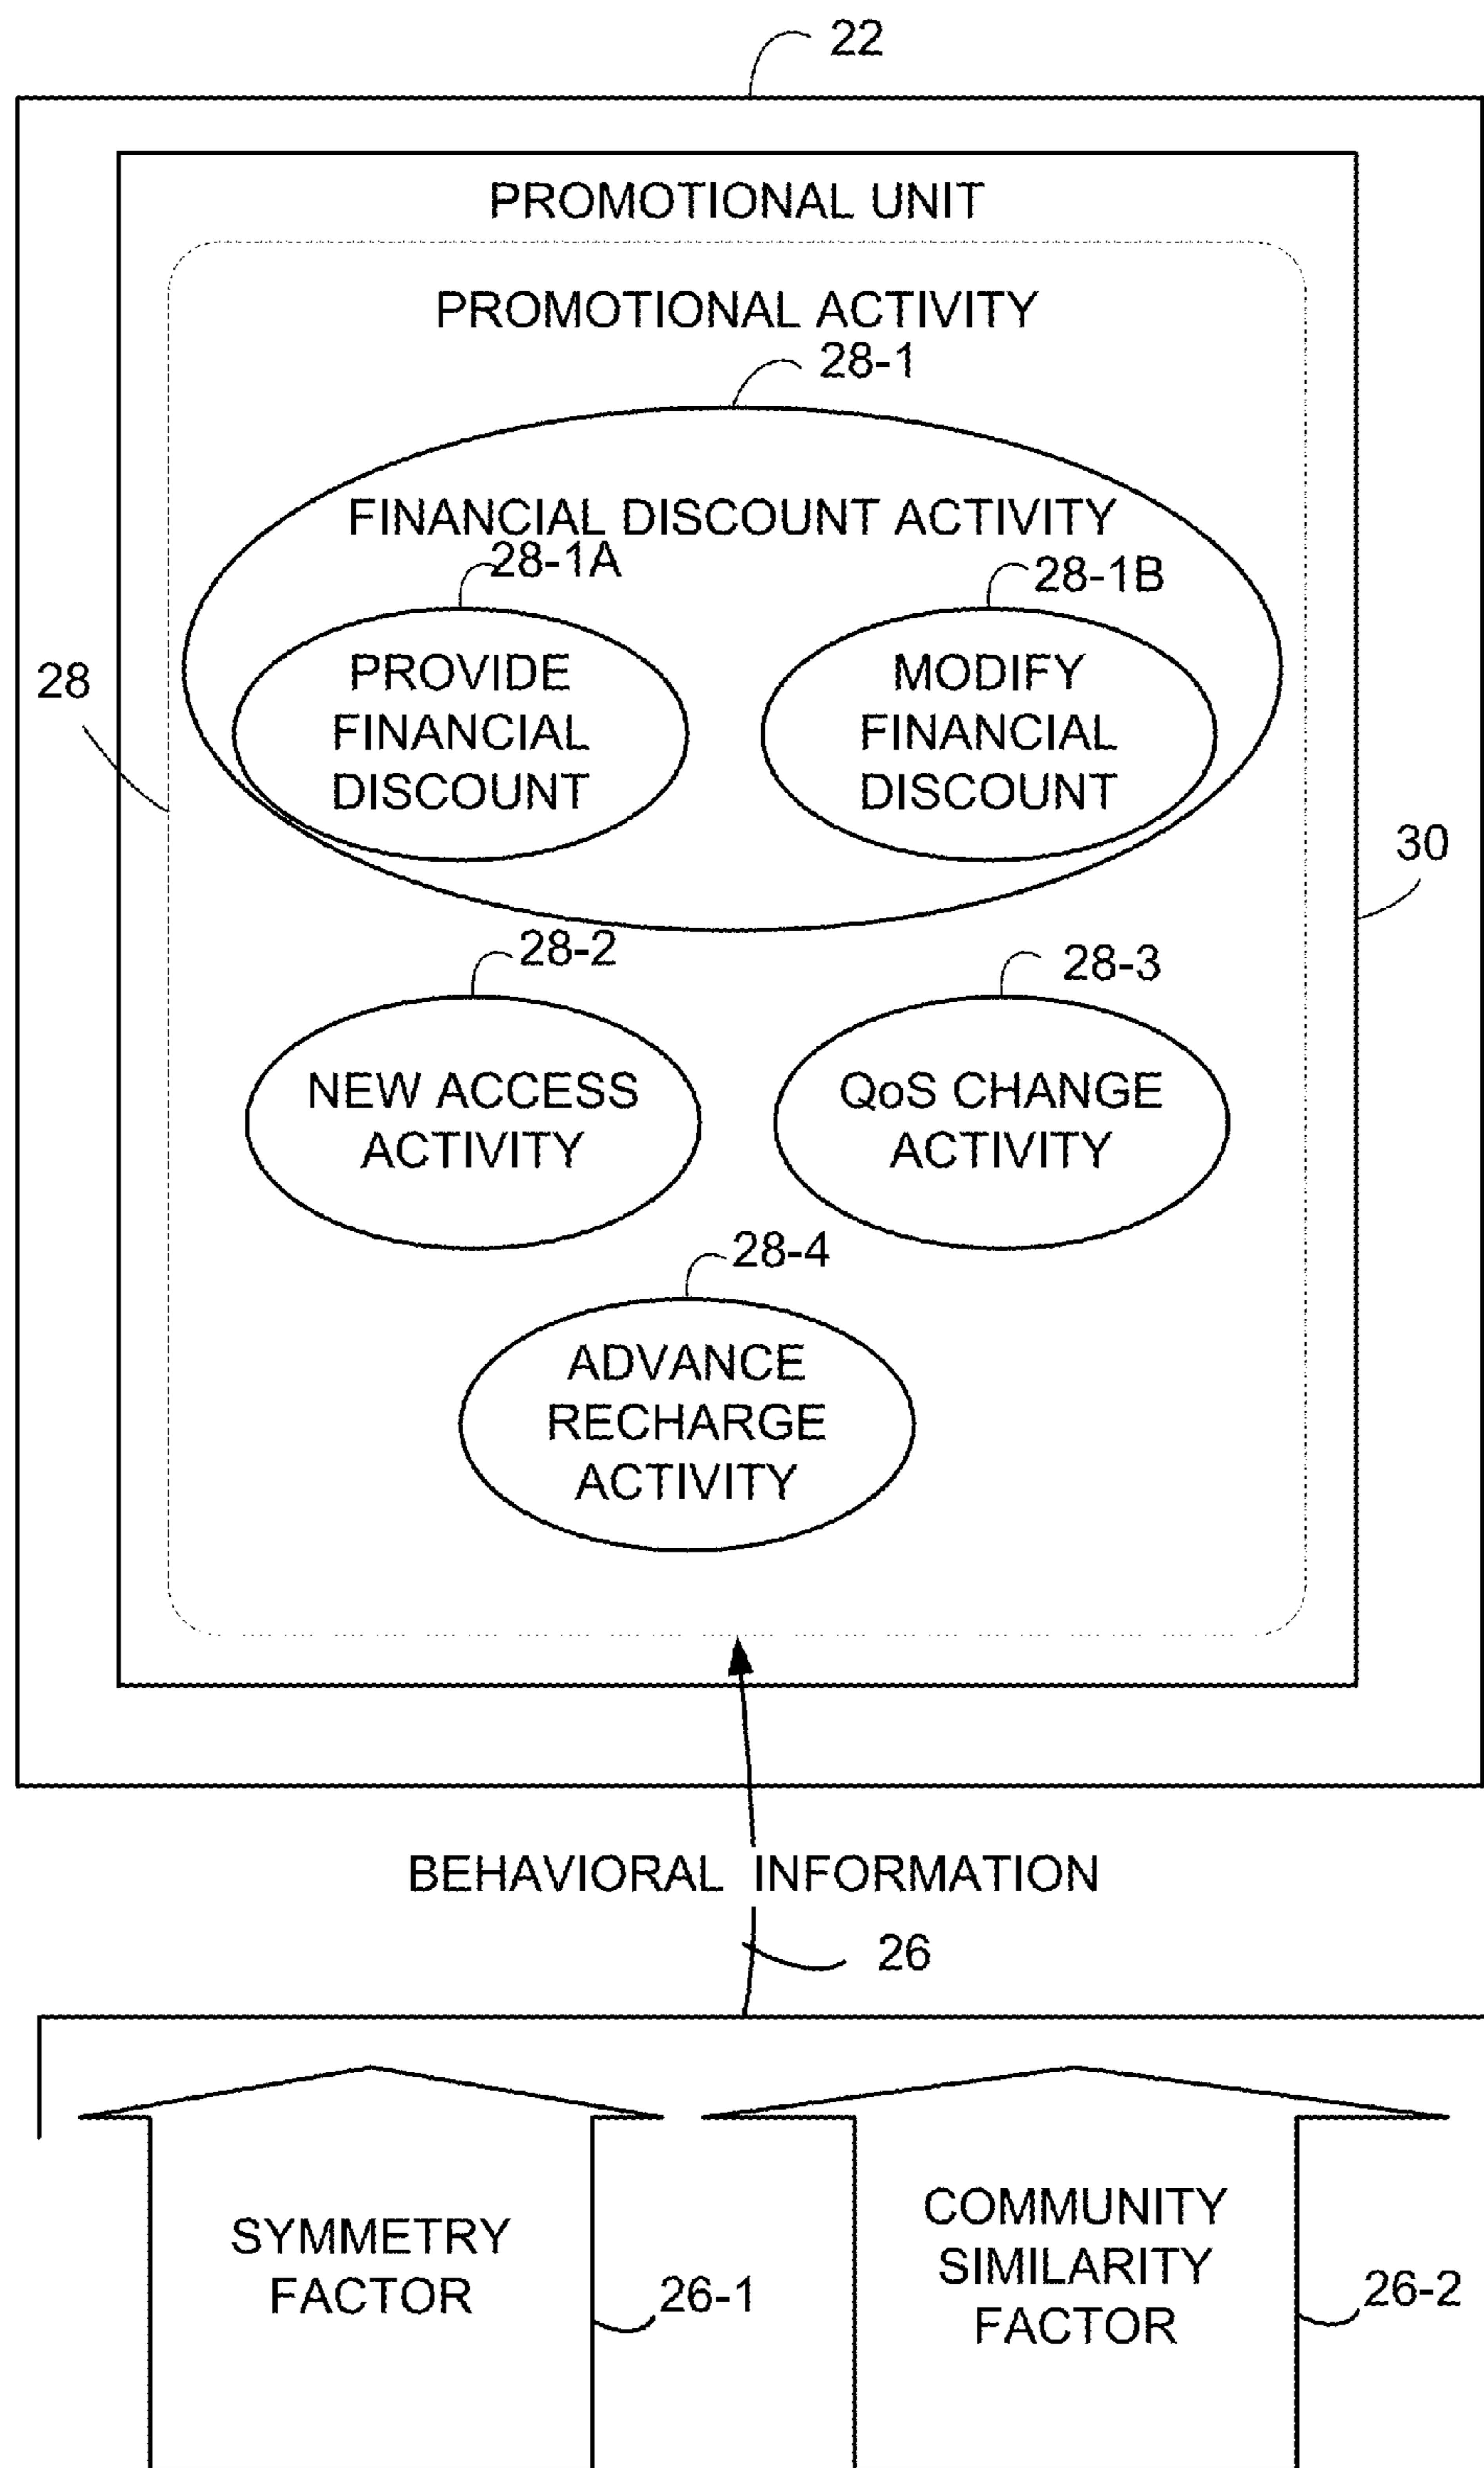 22
PROMOTIONAL UNIT
PROMOTIONAL ACTIVITY
28-1
FINANCIAL DISCOUNT ACTIVITY
28-1A
28-1B
PROVIDE
FINANCIAL
DISCOUNT
MODIFY
FINANCIAL
DISCOUNT
28
30
28-2
28-3
NEW ACCESS
ACTIVITY
QoS CHANGE
ACTIVITY
28-4
ADVANCE
RECHARGE
ACTIVITY
BEHAVIORAL INFORMATION
26
SYMMETRY
FACTOR
26-1
COMMUNITY
SIMILARITY
FACTOR
26-2